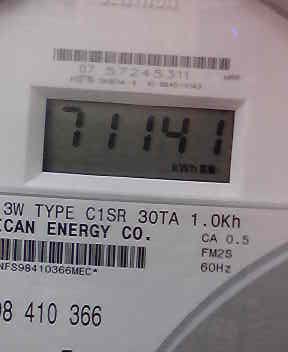 07 57245311
71141
kWh
3W TYPE C1SR 30TA 1.0Kh
ICAN ENERGY CO.
CA 0.5
FM2S
60Hz
NFS98410366MEC*
98 410 366